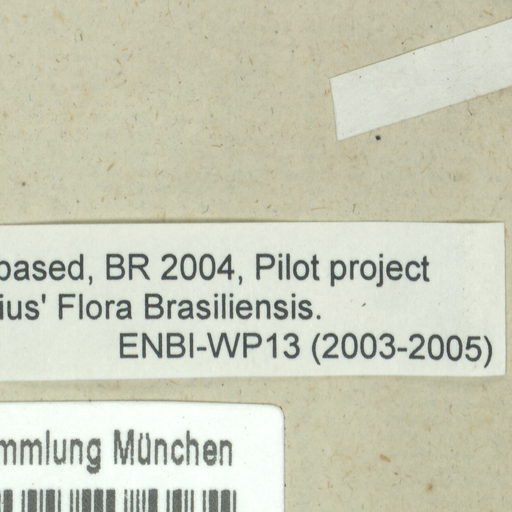 based, BR 2004, Pilot project
ius' Flora Brasiliensis.
ENBI-WP13 (2003-2005)
mmlung München